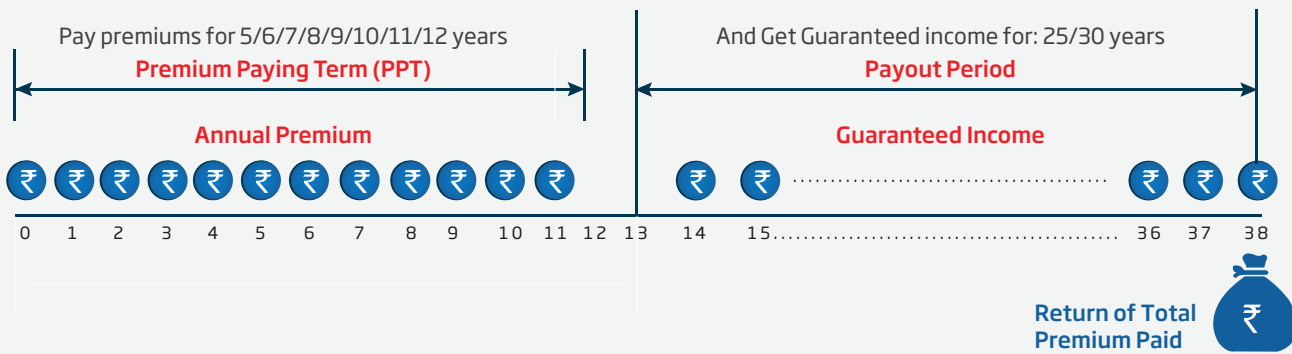 Pay premiums for 5/6/7/8/9/10/11/12 years
Premium Paying Term (PPT)
And Get Guaranteed income for: 25/30 years
Payout Period
Annual Premium
Guaranteed Income
₹ ₹ ₹ ₹ ₹ ₹ ₹ ₹ ₹ ₹ ₹ ₹ ₹ ₹ .......................................... ₹ ₹ ₹
0 1 2 3 4 5 6 7 8 9 10 11 12 13 14 15.............................................. 36 37 38
₹
Return of Total
Premium Paid